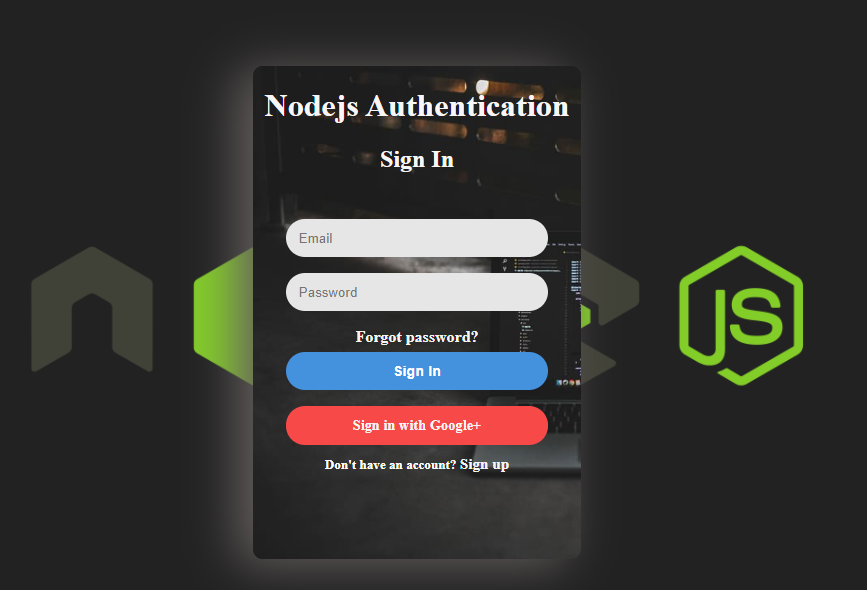 Nodejs Authentication
Sign In
Email
Password
Forgot password?
Sign In
Sign in with Google+
Don't have an account? Sign up
JS